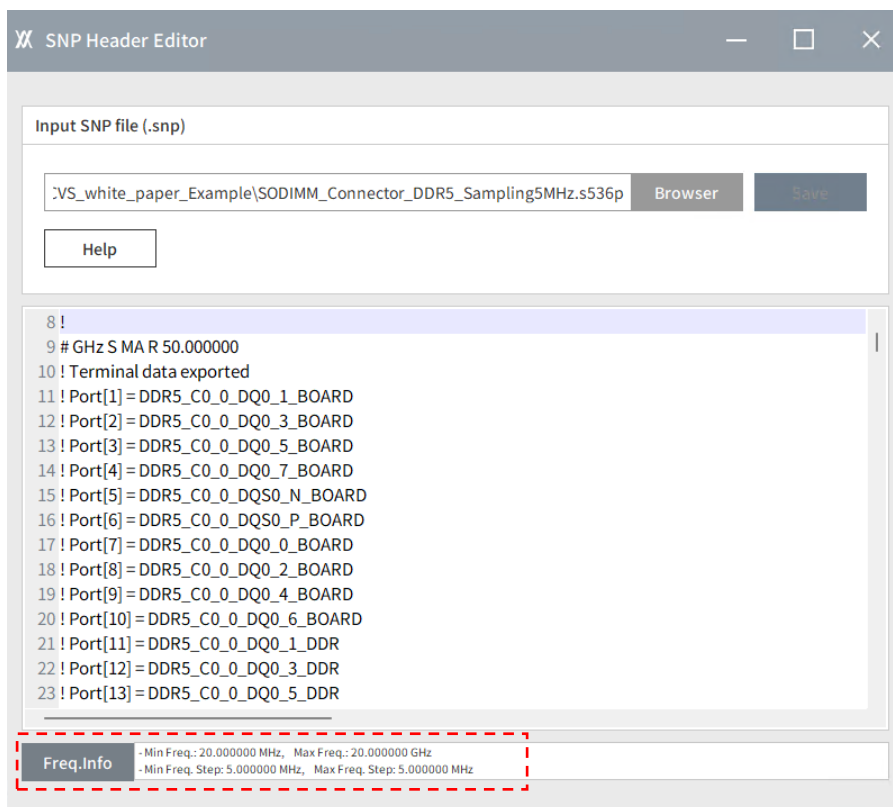 SNP Header Editor
Input SNP file (.snp)
CVS_white_paper_Example\SODIMM_Connector_DDR5_Sampling5MHz.s536p
Browser
Save
Help
8 !
9 # GHz S MA R 50.000000
10 ! Terminal data exported
11 ! Port[1] = DDR5_C0_0_DQ0_1_BOARD
12 ! Port[2] = DDR5_C0_0_DQ0_3_BOARD
13 ! Port[3] = DDR5_C0_0_DQ0_5_BOARD
14 ! Port[4] = DDR5_C0_0_DQ0_7_BOARD
15 ! Port[5] = DDR5_C0_0_DQS0_N_BOARD
16 ! Port[6] = DDR5_C0_0_DQS0_P_BOARD
17 ! Port[7] = DDR5_C0_0_DQ0_0_BOARD
18 ! Port[8] = DDR5_C0_0_DQ0_2_BOARD
19 ! Port[9] = DDR5_C0_0_DQ0_4_BOARD
20 ! Port[10] = DDR5_C0_0_DQ0_6_BOARD
21 ! Port[11] = DDR5_C0_0_DQ0_1_DDR
22 ! Port[12] = DDR5_C0_0_DQ0_3_DDR
23 ! Port[13] = DDR5_C0_0_DQ0_5_DDR
Freq.Info
- Min Freq.: 20.000000 MHz, Max Freq.: 20.000000 GHz
- Min Freq. Step: 5.000000 MHz, Max Freq. Step: 5.000000 MHz